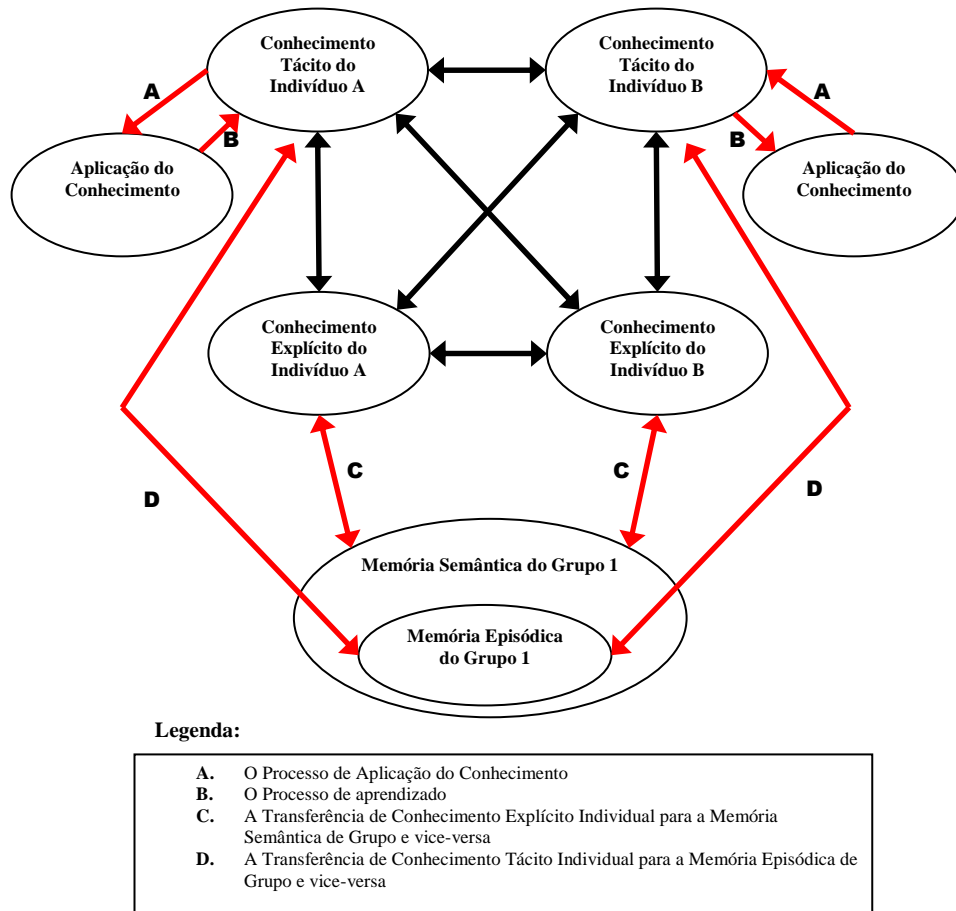 Conhecimento
Tácito do
Indivíduo A
Conhecimento
Tácito do
Indivíduo B
A
A
B
B
Aplicação do
Conhecimento
Aplicação do
Conhecimento
Conhecimento
Explícito do
Indivíduo A
Conhecimento
Explícito do
Indivíduo B
C
C
D
D
Memória Semântica do Grupo 1
Memória Episódica
do Grupo 1
Legenda:
A. O Processo de Aplicação do Conhecimento
B. O Processo de aprendizado
C. A Transferência de Conhecimento Explícito Individual para a Memória
Semântica de Grupo e vice-versa
D. A Transferência de Conhecimento Tácito Individual para a Memória Episódica de
Grupo e vice-versa